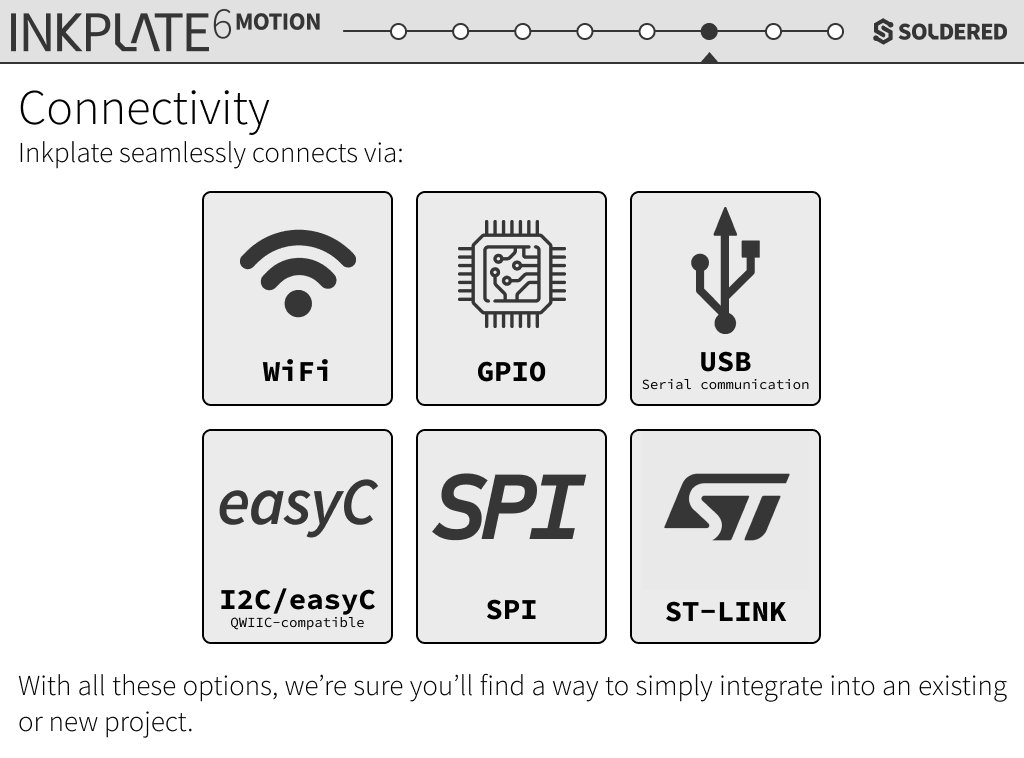 INKPLATE 6 MOTION
SOLDERED
Connectivity
Inkplate seamlessly connects via:
WiFi
GPIO
USB
Serial communication
easyC
I2C/easyC
QWIIC-compatible
SPI
SPI
ST
ST-LINK
With all these options, we’re sure you’ll find a way to simply integrate into an existing
or new project.